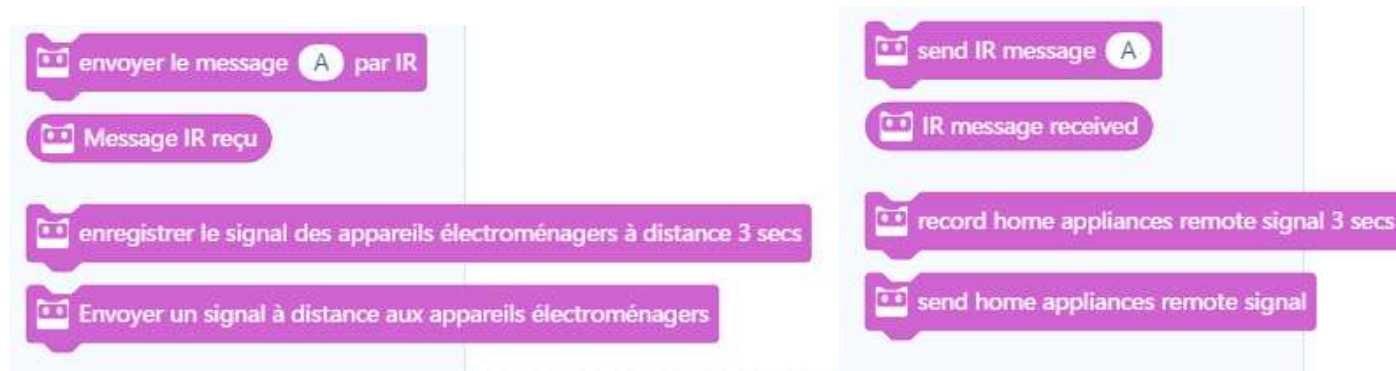 envoyer le message A par IR
Message IR reçu
enregistrer le signal des appareils électroménagers à distance 3 secs
Envoyer un signal à distance aux appareils électroménagers
send IR message A
IR message received
record home appliances remote signal 3 secs
send home appliances remote signal